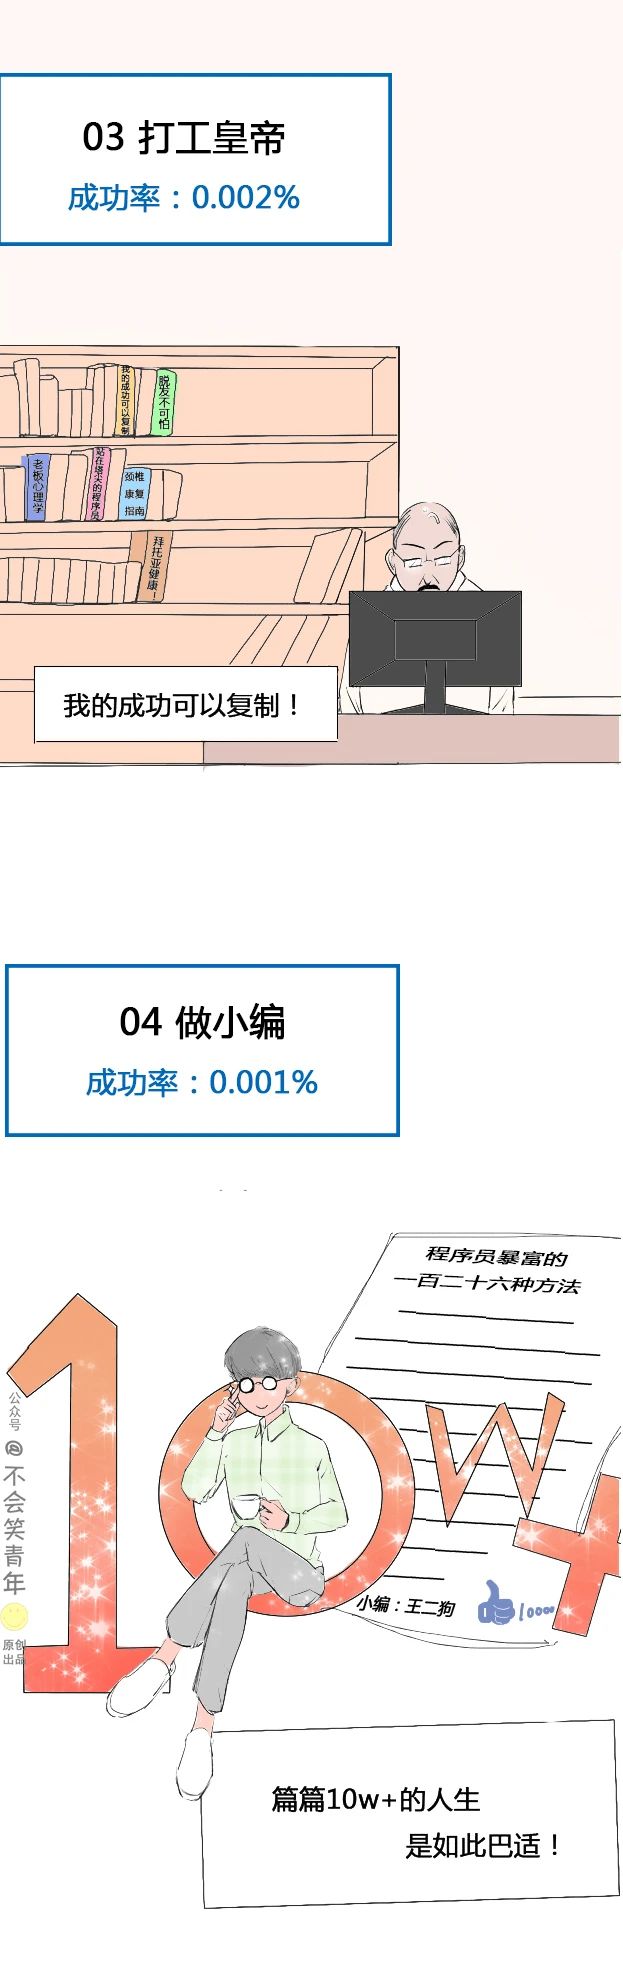 03 打工皇帝
成功率：0.002%
我的成功可以复制
脱发不可怕
老板心理学
站在塔尖的程序员
颈椎
康复
指南
拜托亚健康！
我的成功可以复制！
04 做小编
成功率：0.001%
程序员暴富的
一百二十六种方法
10w+
公众号
@不会笑青年
原创
出品
小编：王二狗
10000
篇篇10w+的人生
是如此巴适！